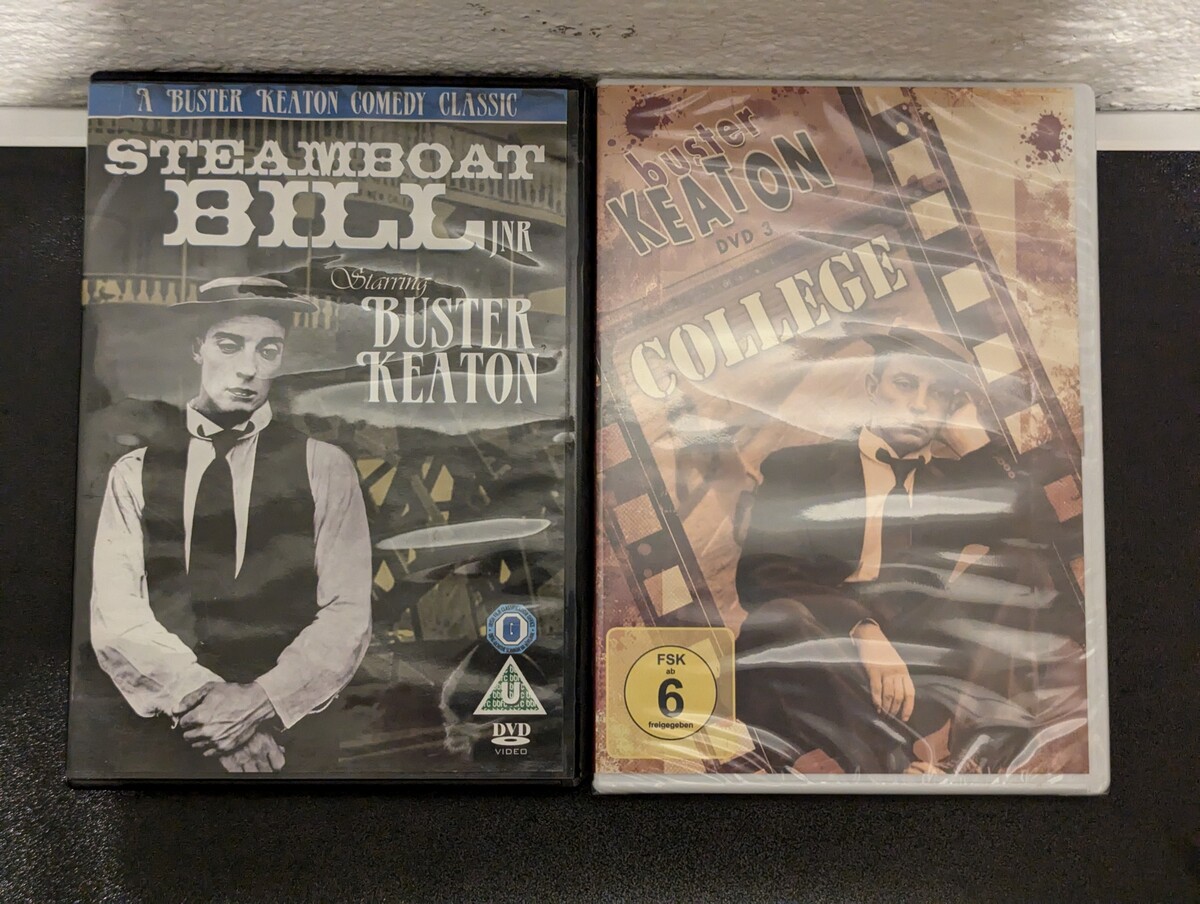 A BUSTER KEATON COMEDY CLASSIC
STEAMBOAT
BILL JNR
Starring
BUSTER
KEATON
U
DVD
VIDEO
buster
KEATON
DVD 3
COLLEGE
FSK
ab
6
freigegeben